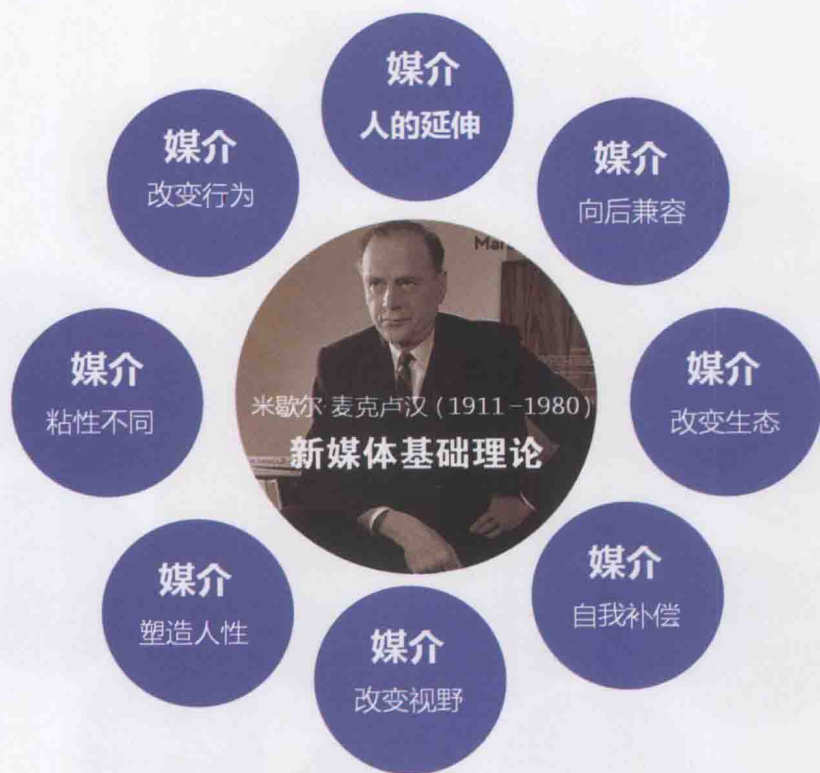 媒介
人的延伸
媒介
向后兼容
媒介
改变生态
媒介
自我补偿
媒介
改变视野
媒介
塑造人性
媒介
粘性不同
媒介
改变行为
米歇尔·麦克卢汉（1911-1980）
新媒体基础理论